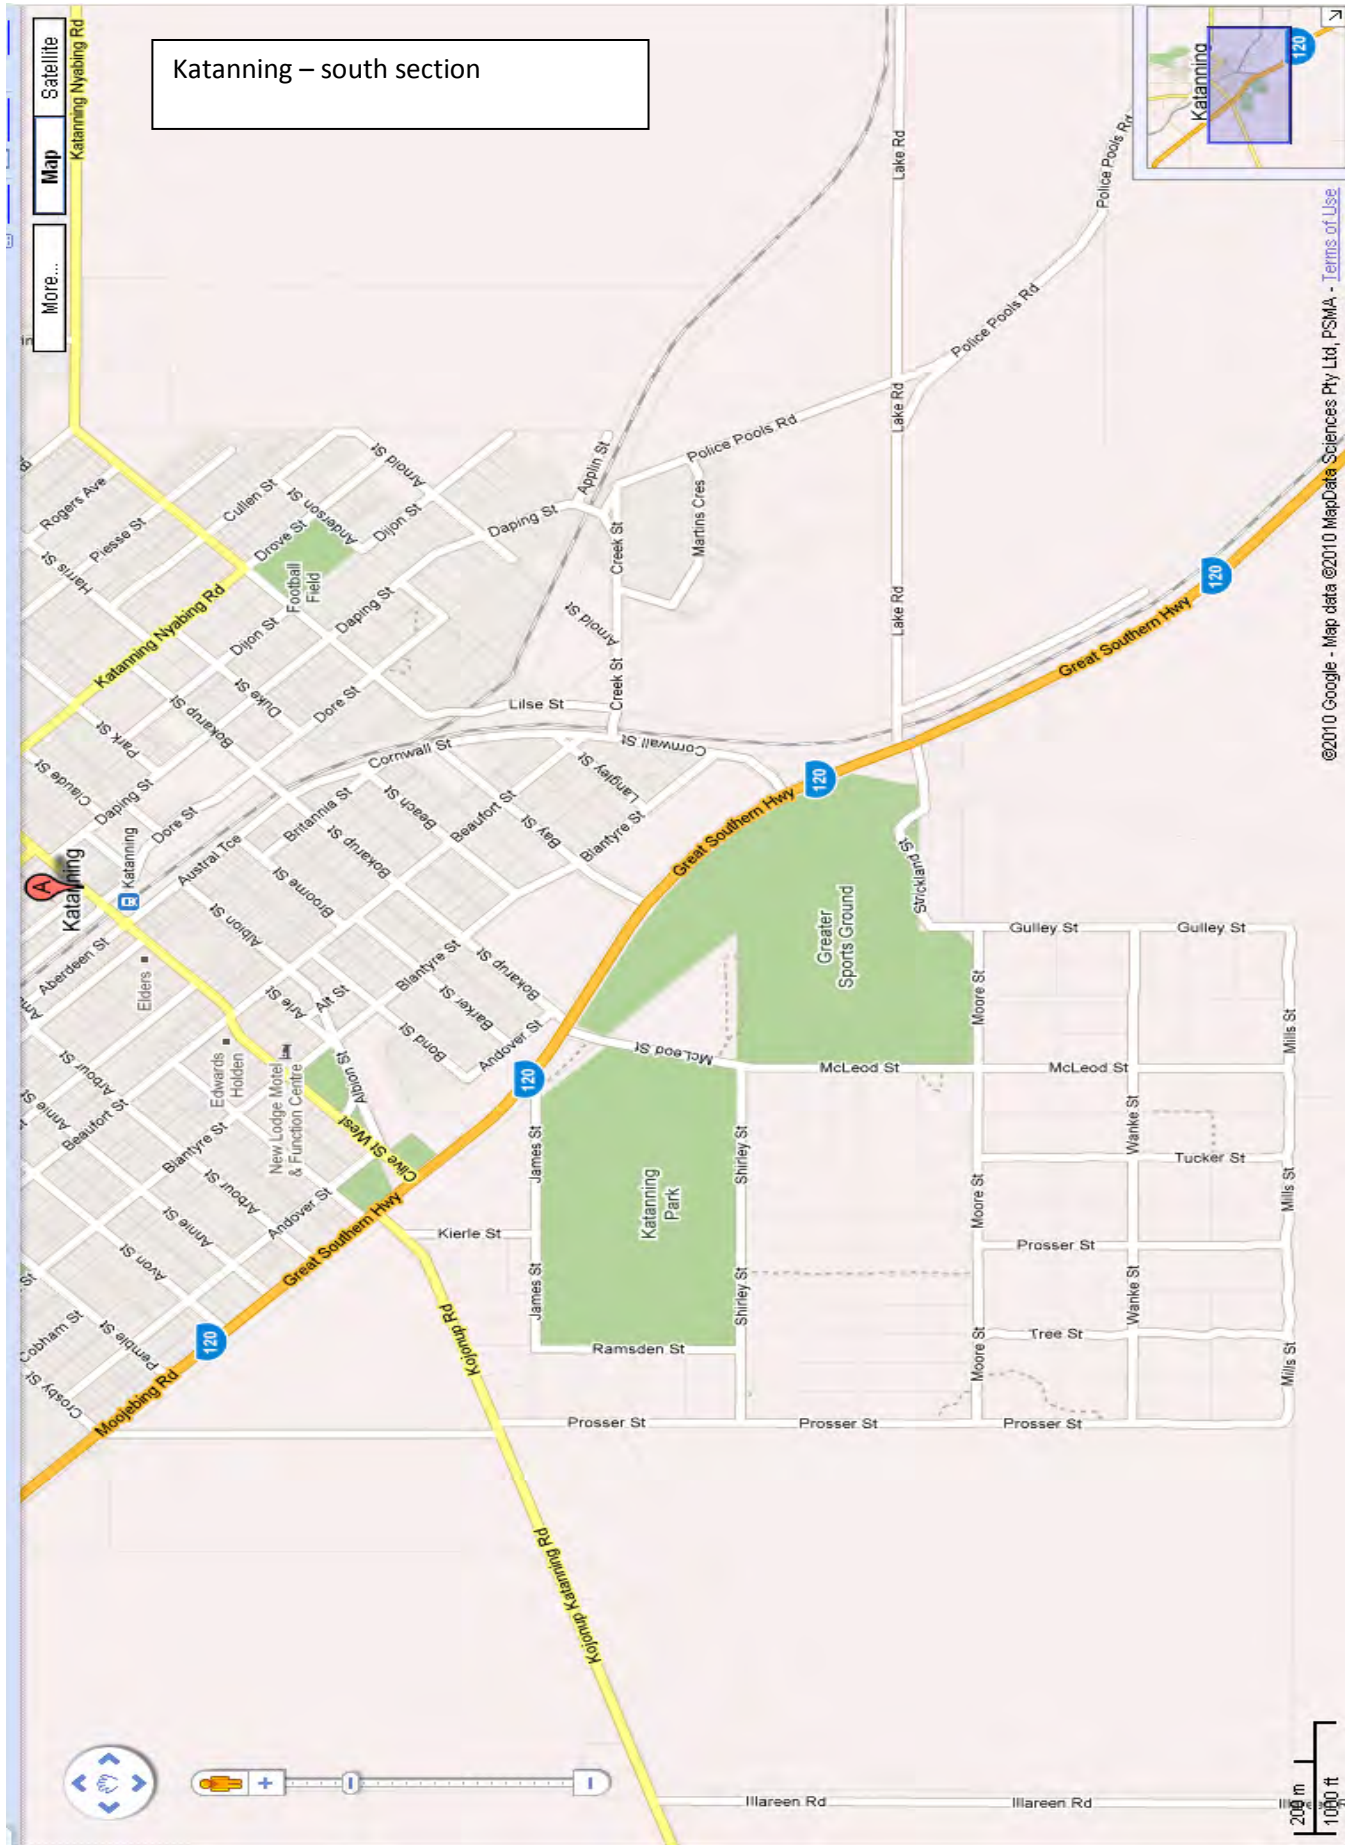 Katanning – south section
Satellite
Map
More...
Katanning Nyabing Rd
Katanning Nyabing Rd
Katanning
120
Katanning
Katanning
Rogers Ave
Piesse St
Harris St
Cullen St
Anderson St
Arnold St
Drove St
Football
Field
Dijon St
Dijon St
Daping St
Daping St
Daping St
Applin St
Creek St
Creek St
Arnold St
Martins Cres
Police Pools Rd
Police Pools Rd
Police Pools Rd
Lake Rd
Lake Rd
Lake Rd
Park St
Claude St
Bokarup St
Duke St
Dore St
Dore St
Lilse St
Cornwall St
Cornwall St
Austral Tce
Britannia St
Beach St
Beaufort St
Bay St
Langley St
Blantyre St
Broome St
Bokarup St
Albion St
Aberdeen St
Elders
Arie St
Alt St
Blantyre St
Bokarup St
Barker St
Bond St
Andover St
Albion St
Edwards
Holden
New Lodge Motel
& Function Centre
Clive St West
Arbour St
Arbour St
Annie St
Beaufort St
Blantyre St
Arbour St
Annie St
Avon St
Andover St
Cobham St
Pemble St
Crosby St
Moojebing Rd
120
Great Southern Hwy
120
Great Southern Hwy
120
Great Southern Hwy
120
Kierle St
James St
James St
Katanning
Park
McLeod St
Shirley St
Shirley St
Ramsden St
Kojonup Rd
Kojonup Katanning Rd
Prosser St
Prosser St
Prosser St
Greater
Sports Ground
Strickland St
Gulley St
Gulley St
Moore St
Moore St
Moore St
McLeod St
McLeod St
Wanke St
Wanke St
Tucker St
Prosser St
Tree St
Mills St
Mills St
Mills St
Illareen Rd
Illareen Rd
200 m
1000 ft
©2010 Google - Map data ©2010 MapData Sciences Pty Ltd, PSMA - Terms of Use